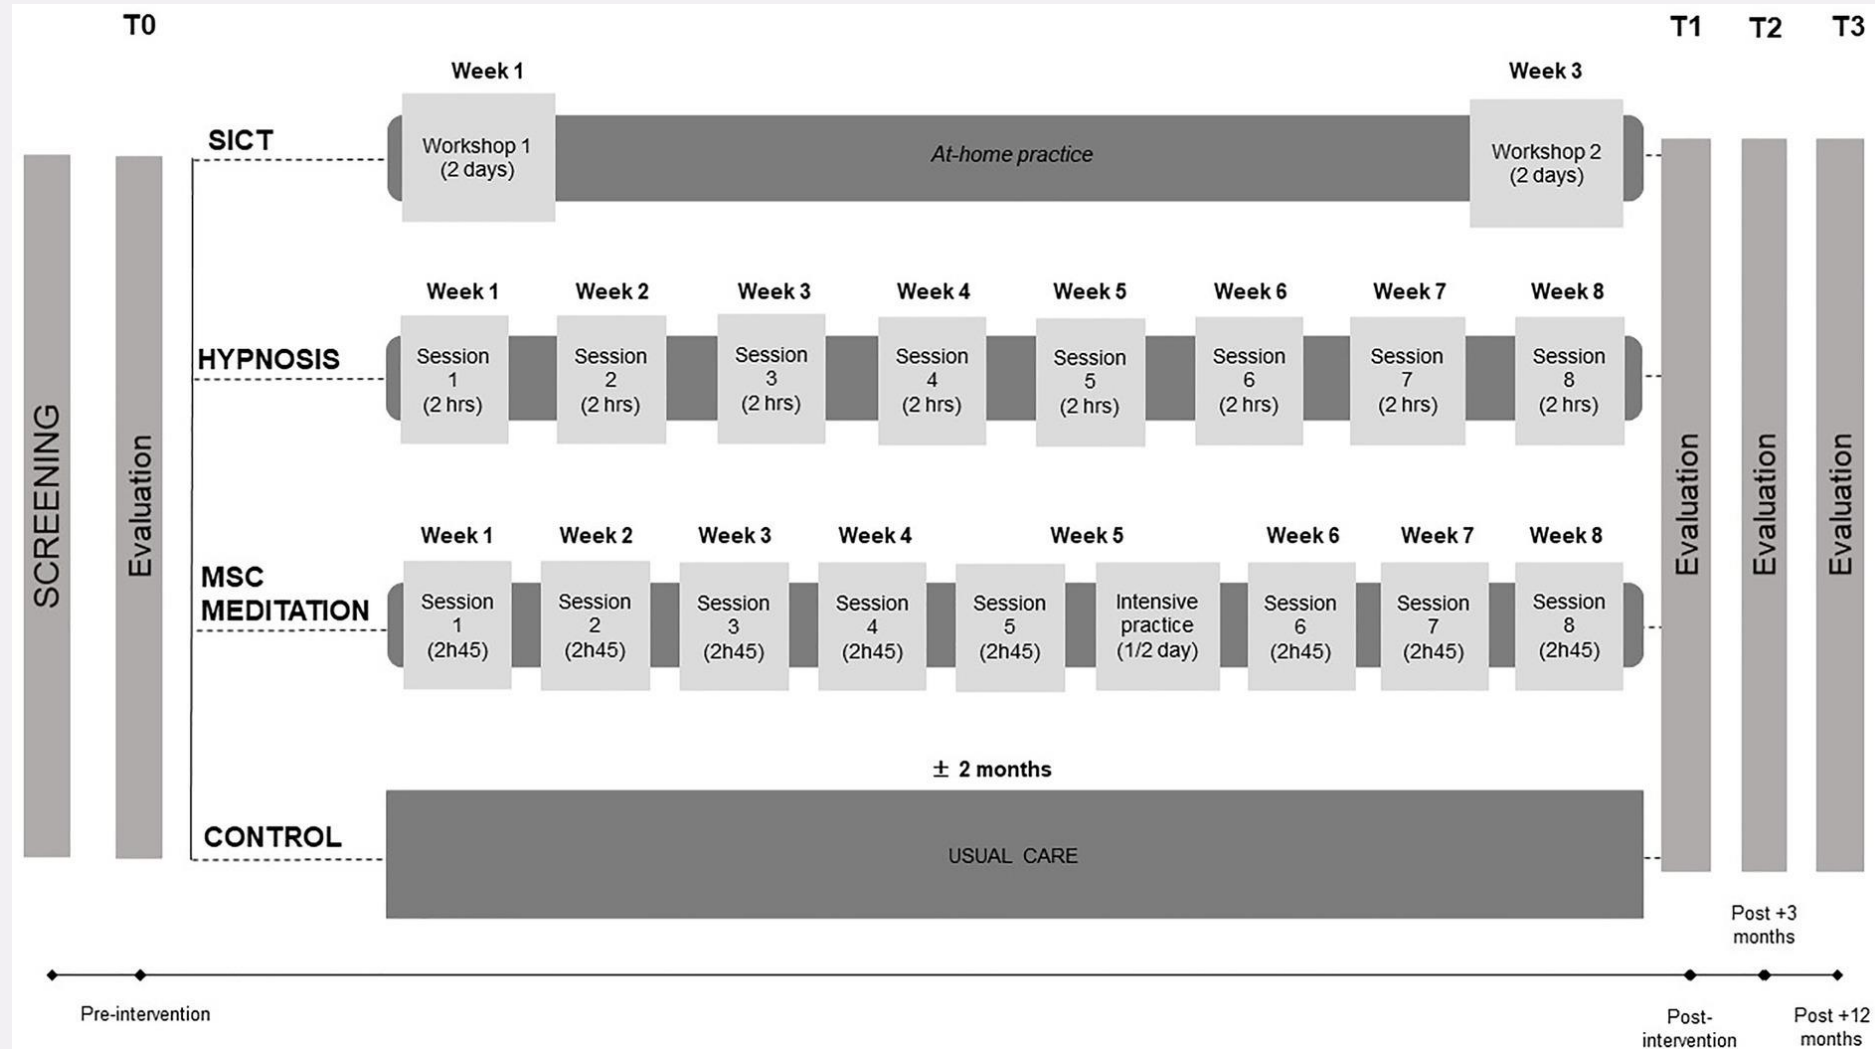 T0
T1
T2
T3
Week 1
Week 3
SICT
Workshop 1
(2 days)
At-home practice
Workshop 2
(2 days)
Week 1
Week 2
Week 3
Week 4
Week 5
Week 6
Week 7
Week 8
HYPNOSIS
Session
1
(2 hrs)
Session
2
(2 hrs)
Session
3
(2 hrs)
Session
4
(2 hrs)
Session
5
(2 hrs)
Session
6
(2 hrs)
Session
7
(2 hrs)
Session
8
(2 hrs)
SCREENING
Evaluation
Evaluation
Evaluation
Evaluation
Week 1
Week 2
Week 3
Week 4
Week 5
Week 6
Week 7
Week 8
MSC
MEDITATION
Session
1
(2h45)
Session
2
(2h45)
Session
3
(2h45)
Session
4
(2h45)
Session
5
(2h45)
Intensive
practice
(1/2 day)
Session
6
(2h45)
Session
7
(2h45)
Session
8
(2h45)
± 2 months
CONTROL
USUAL CARE
Post +3
months
Pre-intervention
Post-
intervention
Post +12
months